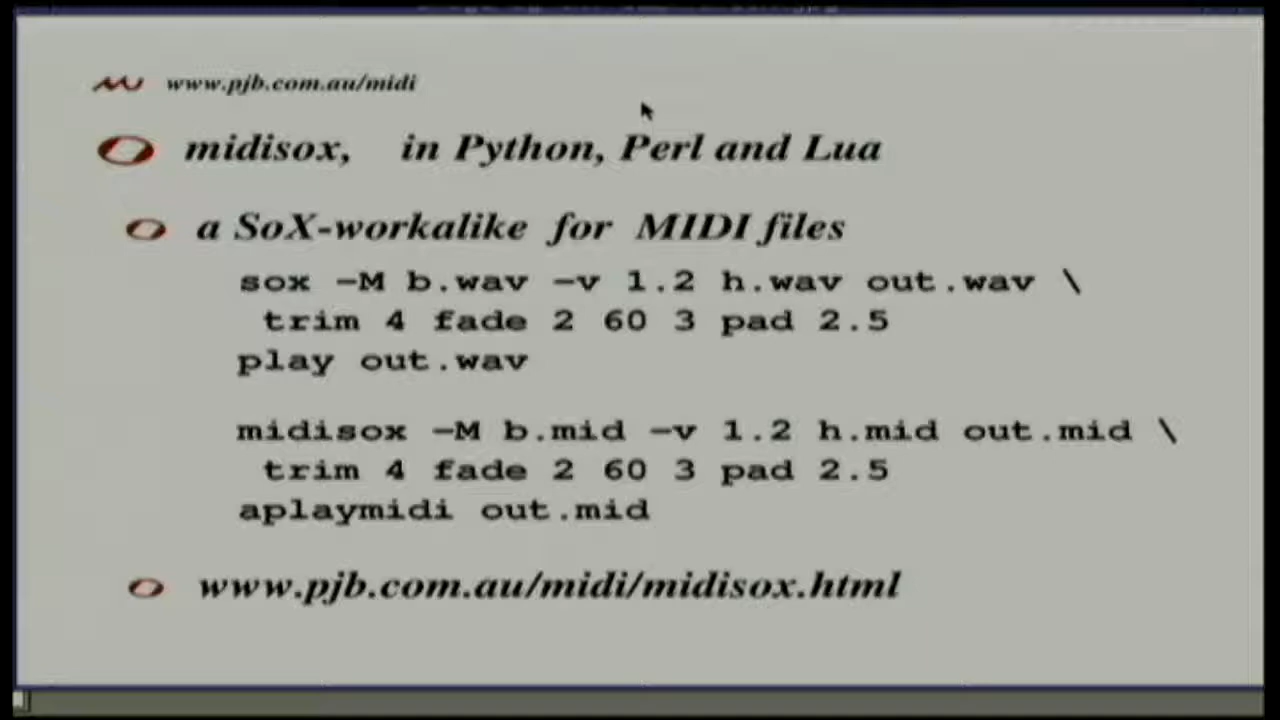 www.pjb.com.au/midi
midisox, in Python, Perl and Lua
a SoX-workalike for MIDI files
sox -M b.wav -v 1.2 h.wav out.wav \
trim 4 fade 2 60 3 pad 2.5
play out.wav
midisox -M b.mid -v 1.2 h.mid out.mid \
trim 4 fade 2 60 3 pad 2.5
aplaymidi out.mid
www.pjb.com.au/midi/midisox.html